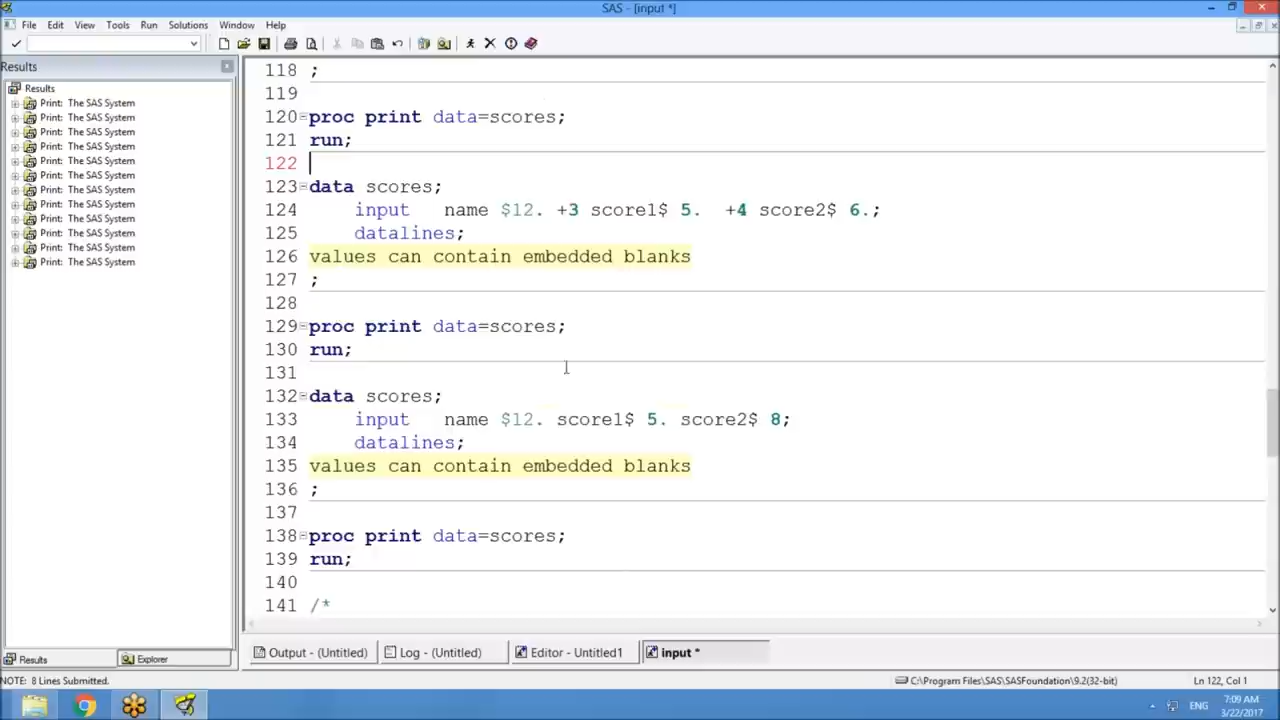 SAS - [input *]
File Edit View Tools Run Solutions Window Help
Results
Results
Print: The SAS System
Print: The SAS System
Print: The SAS System
Print: The SAS System
Print: The SAS System
Print: The SAS System
Print: The SAS System
Print: The SAS System
Print: The SAS System
Print: The SAS System
Print: The SAS System
Print: The SAS System
118 ;
119
120 proc print data=scores;
121 run;
122
123 data scores;
124 input name $12. +3 score1$ 5. +4 score2$ 6.;
125 datalines;
126 values can contain embedded blanks
127 ;
128
129 proc print data=scores;
130 run;
131
132 data scores;
133 input name $12. score1$ 5. score2$ 8;
134 datalines;
135 values can contain embedded blanks
136 ;
137
138 proc print data=scores;
139 run;
140
141 /*
Output - (Untitled) Log - (Untitled) Editor - Untitled1 input *
Results Explorer
NOTE: 8 Lines Submitted. C:\Program Files\SAS\SASFoundation\9.2(32-bit) Ln 122, Col 1
ENG 7:09 AM
3/22/2017